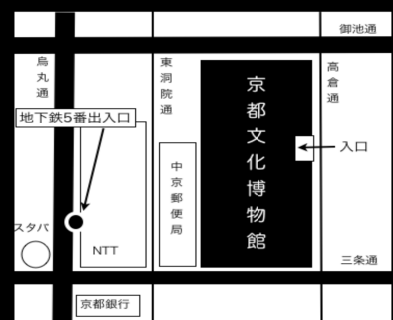 御池通
烏丸通
東洞院通
高倉通
京都文化博物館
地下鉄5番出入口
入口
中京郵便局
スタバ
NTT
三条通
京都銀行